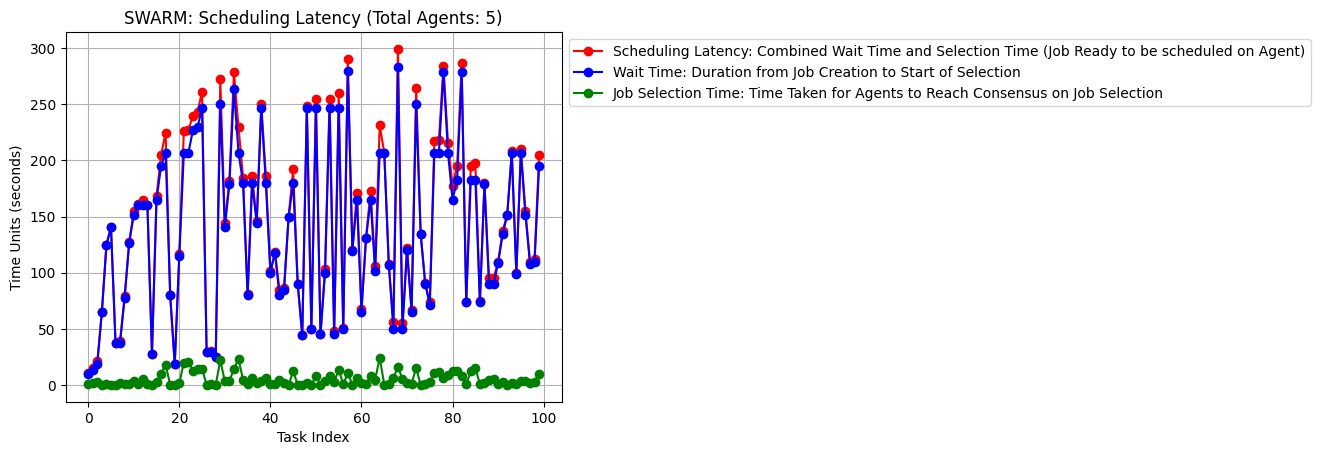 SWARM: Scheduling Latency (Total Agents: 5)
Scheduling Latency: Combined Wait Time and Selection Time (Job Ready to be scheduled on Agent)
Wait Time: Duration from Job Creation to Start of Selection
Job Selection Time: Time Taken for Agents to Reach Consensus on Job Selection
Time Units (seconds)
300
250
200
150
100
50
0
0 20 40 60 80 100
Task Index